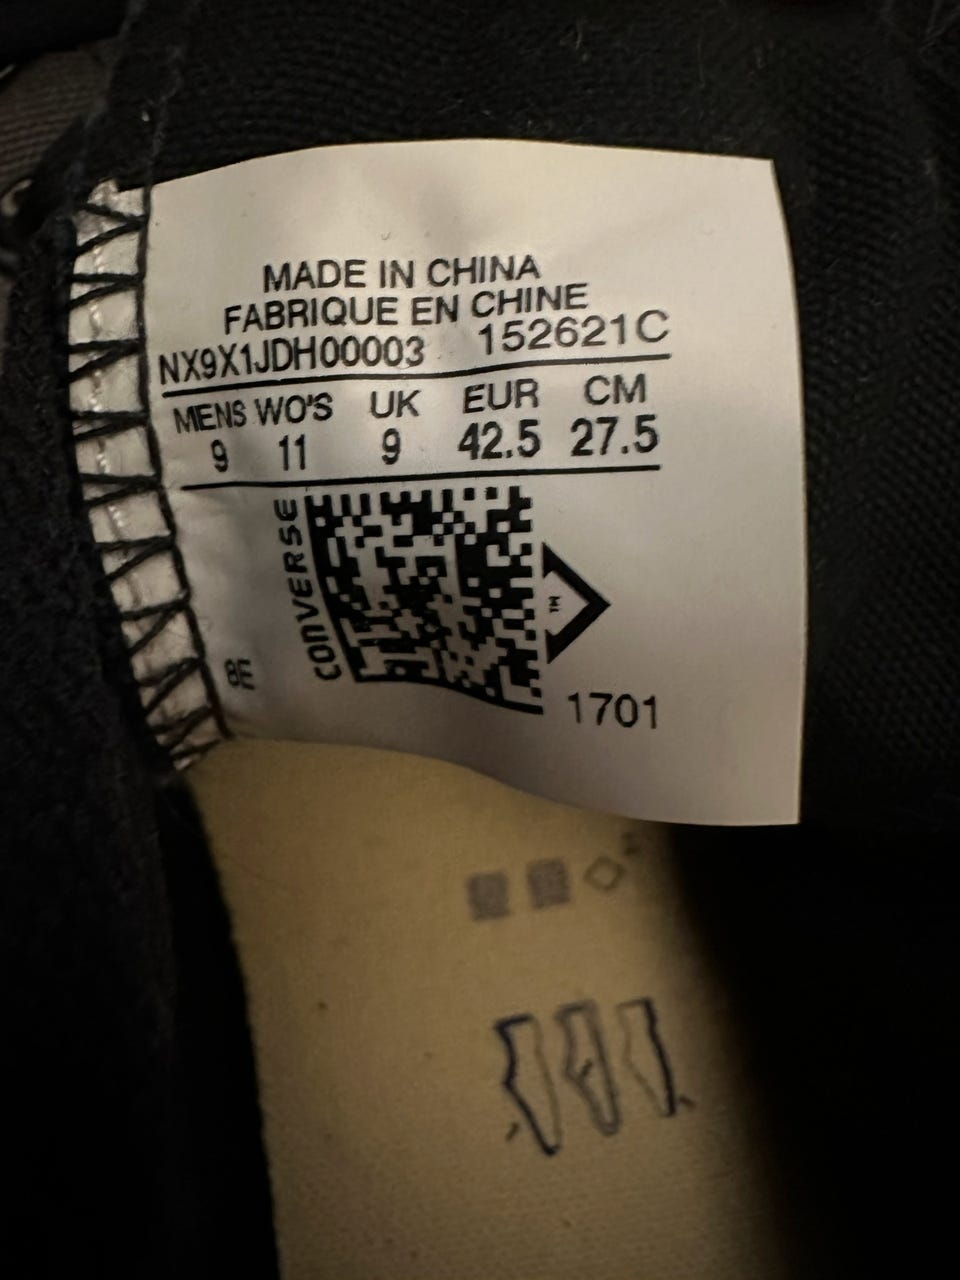 MADE IN CHINA
FABRIQUE EN CHINE
NX9X1JDH00003 152621C
MENS WO'S UK EUR CM
9 11 9 42.5 27.5
CONVERSE
TM
8E
1701